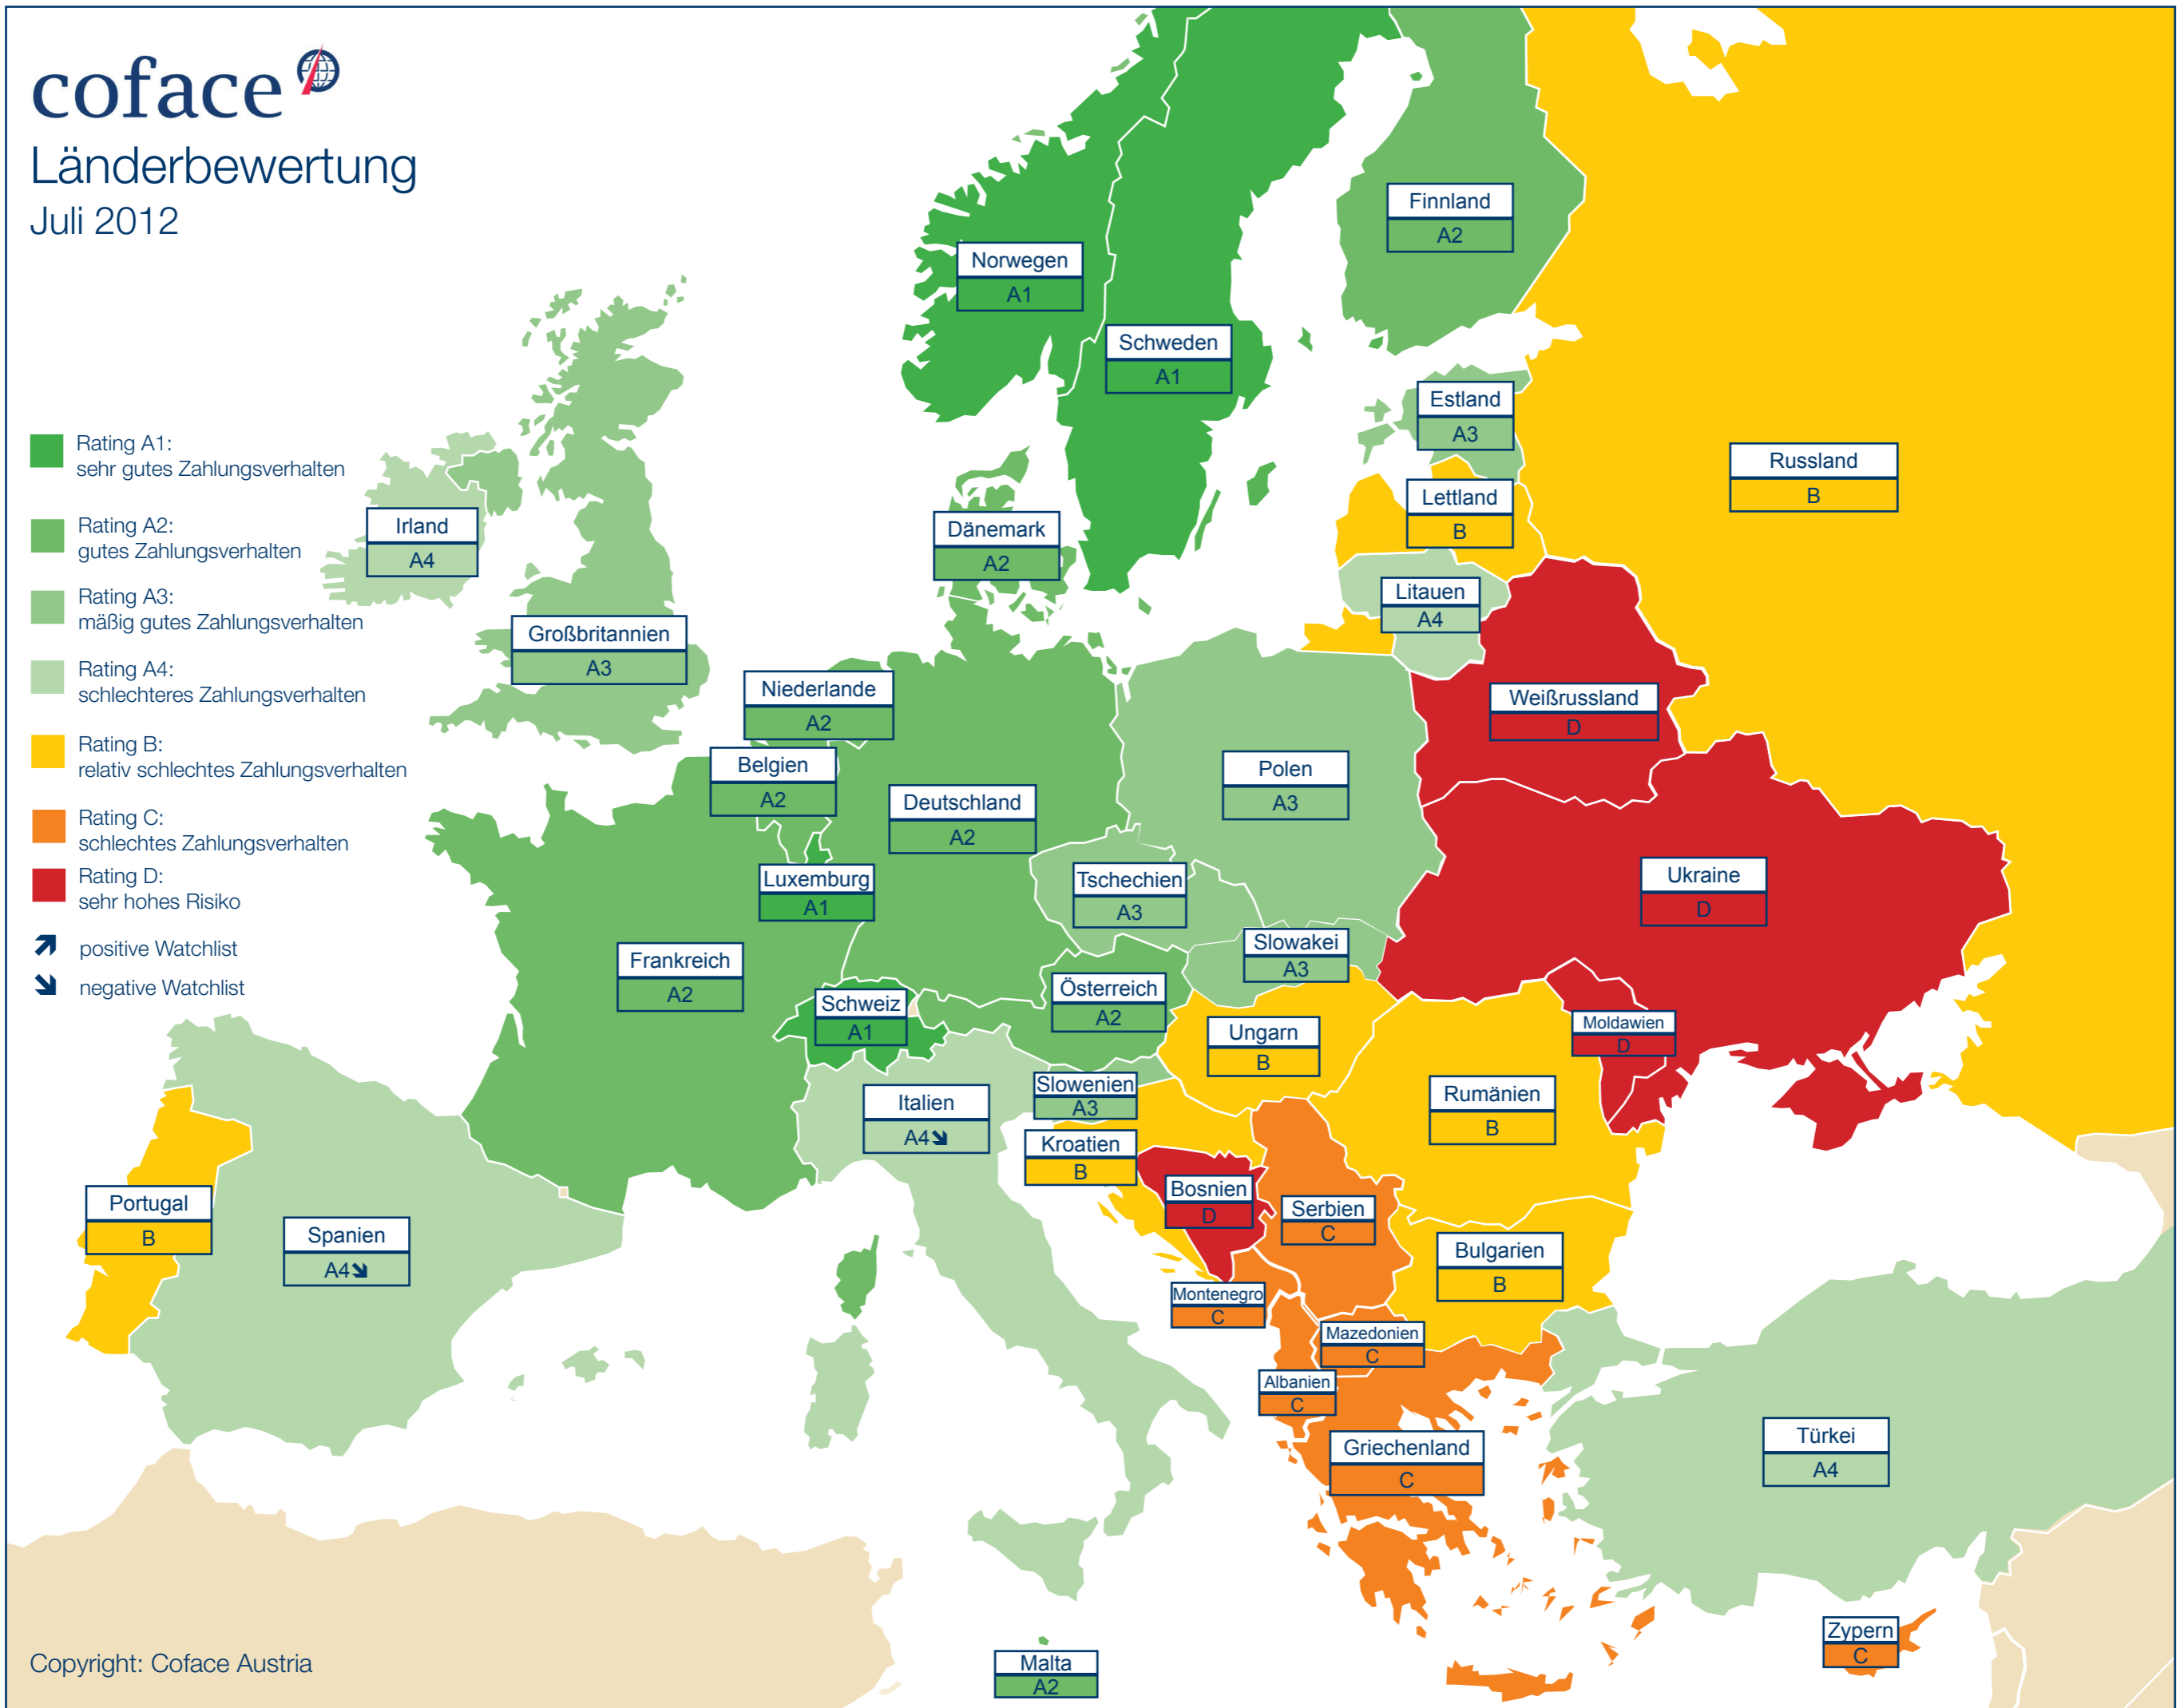 coface
Länderbewertung
Juli 2012
Rating A1:
sehr gutes Zahlungsverhalten
Rating A2:
gutes Zahlungsverhalten
Rating A3:
mäßig gutes Zahlungsverhalten
Rating A4:
schlechteres Zahlungsverhalten
Rating B:
relativ schlechtes Zahlungsverhalten
Rating C:
schlechtes Zahlungsverhalten
Rating D:
sehr hohes Risiko
positive Watchlist
negative Watchlist
Finnland
A2
Norwegen
A1
Schweden
A1
Estland
A3
Russland
B
Lettland
B
Irland
A4
Dänemark
A2
Litauen
A4
Großbritannien
A3
Niederlande
A2
Weißrussland
D
Belgien
A2
Polen
A3
Deutschland
A2
Luxemburg
A1
Tschechien
A3
Ukraine
D
Frankreich
A2
Slowakei
A3
Österreich
A2
Schweiz
A1
Ungarn
B
Moldawien
D
Italien
A4
Slowenien
A3
Rumänien
B
Kroatien
B
Portugal
B
Bosnien
D
Serbien
C
Spanien
A4
Bulgarien
B
Montenegro
C
Mazedonien
C
Albanien
C
Griechenland
C
Türkei
A4
Zypern
C
Malta
A2
Copyright: Coface Austria